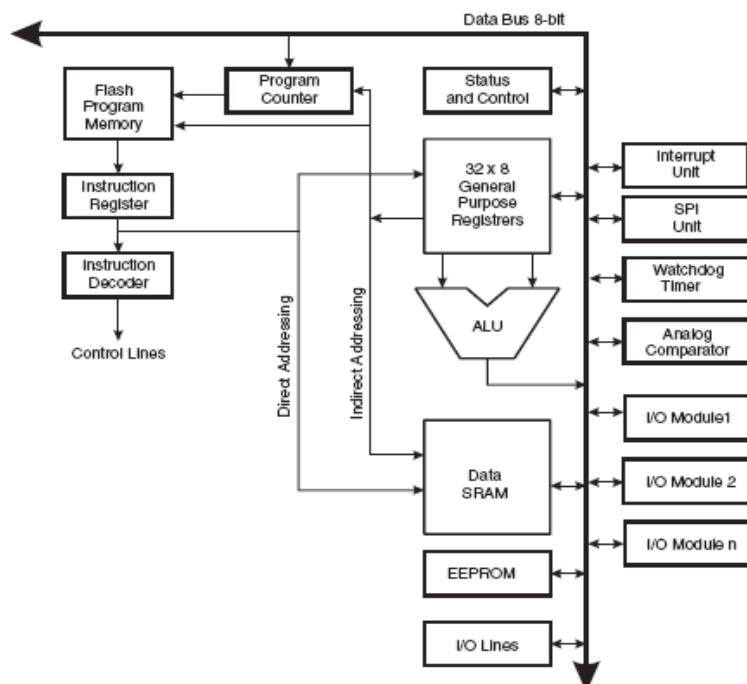 Data Bus 8-bit
Flash
Program
Memory
Program
Counter
Status
and Control
Interrupt
Unit
32 x 8
General
Purpose
Registrers
Instruction
Register
SPI
Unit
Instruction
Decoder
Watchdog
Timer
Control Lines
Direct Addressing
Indirect Addressing
ALU
Analog
Comparator
I/O Module1
Data
SRAM
I/O Module 2
I/O Module n
EEPROM
I/O Lines